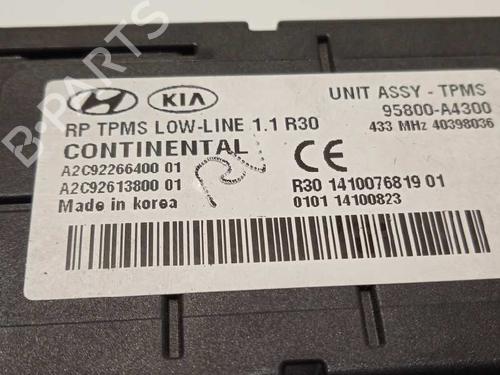 B-PARTS
HYUNDAI KIA UNIT ASSY - TPMS
RP TPMS LOW-LINE 1.1 R30 95800-A4300
CONTINENTAL 433 MHz 40398036
A2C92266400 01 CE
A2C92613800 01 R30 1410076819 01
Made in korea 0101 14100823